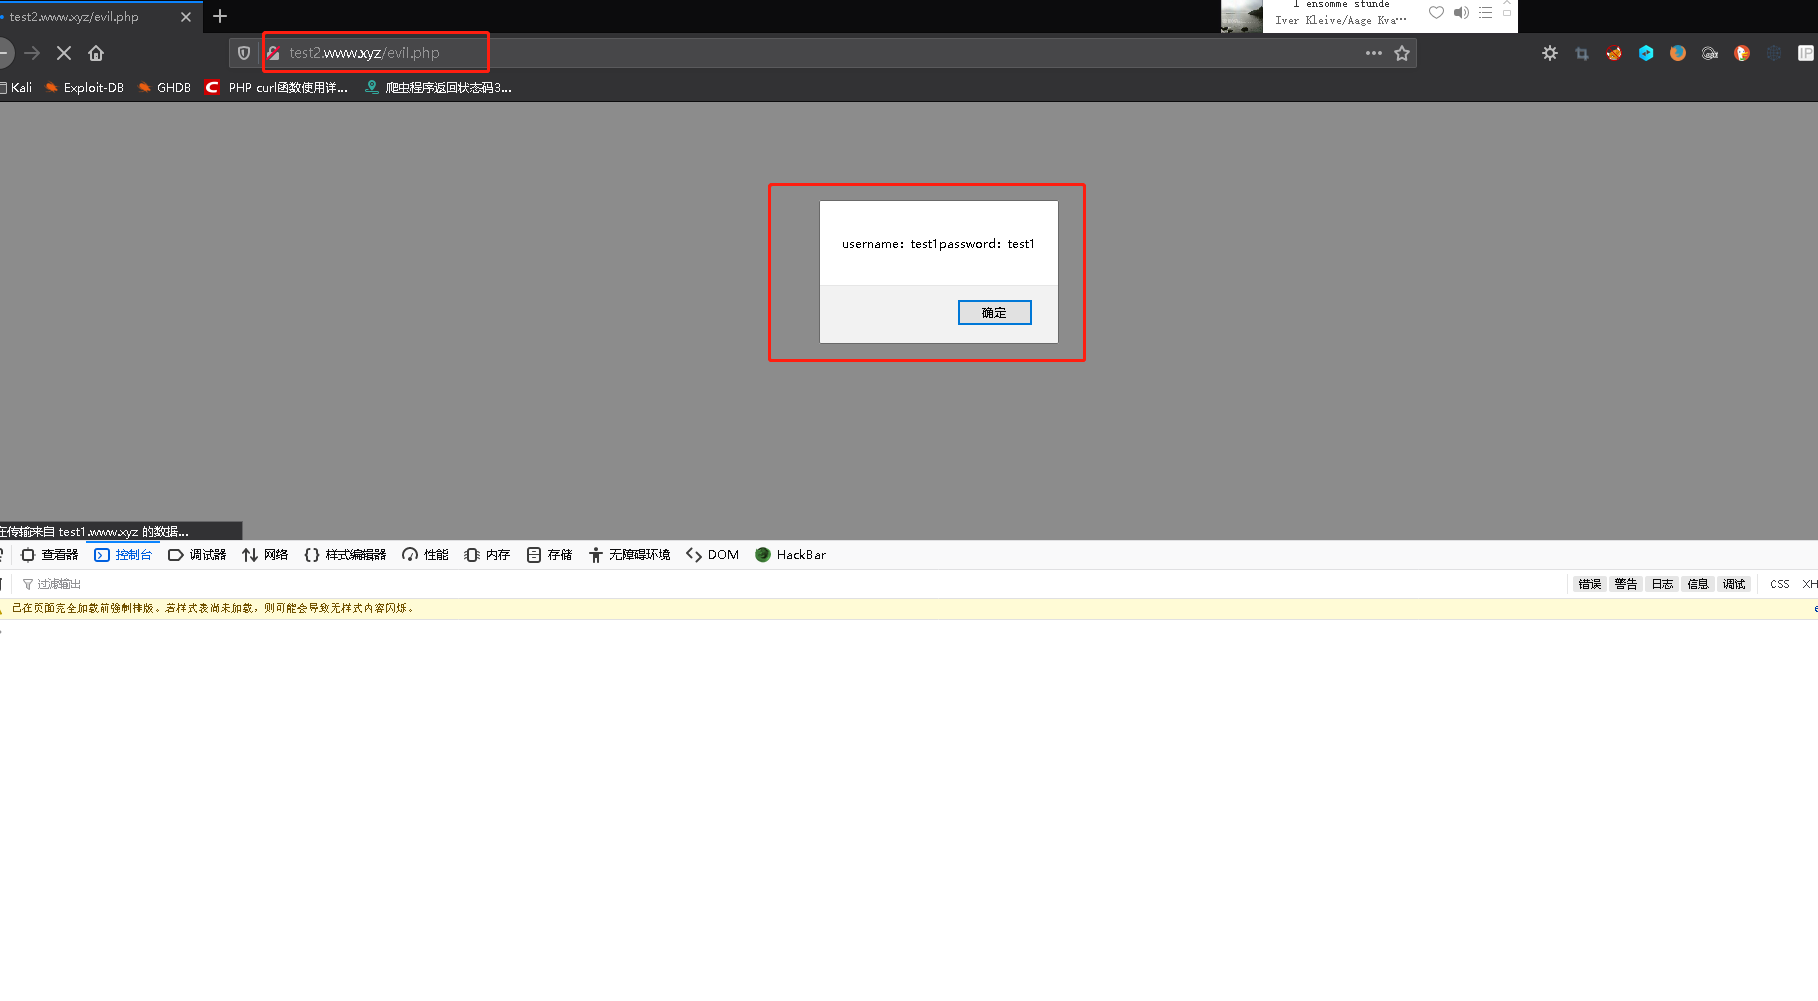 test2.www.xyz/evil.php
I ensomme stunde
Iver Kleive/Aage Kva···
test2.www.xyz/evil.php
Kali Exploit-DB GHDB PHP curl函数使用详... 爬虫程序返回状态码3...
username：test1password：test1
确定
在传输来自 test1.www.xyz 的数据...
查看器 控制台 调试器 网络 样式编辑器 性能 内存 存储 无障碍环境 DOM HackBar
过滤输出 错误 警告 日志 信息 调试 CSS XH
已在页面完全加载前强制排版。若样式表尚未加载，则可能会导致无样式内容闪烁。 e